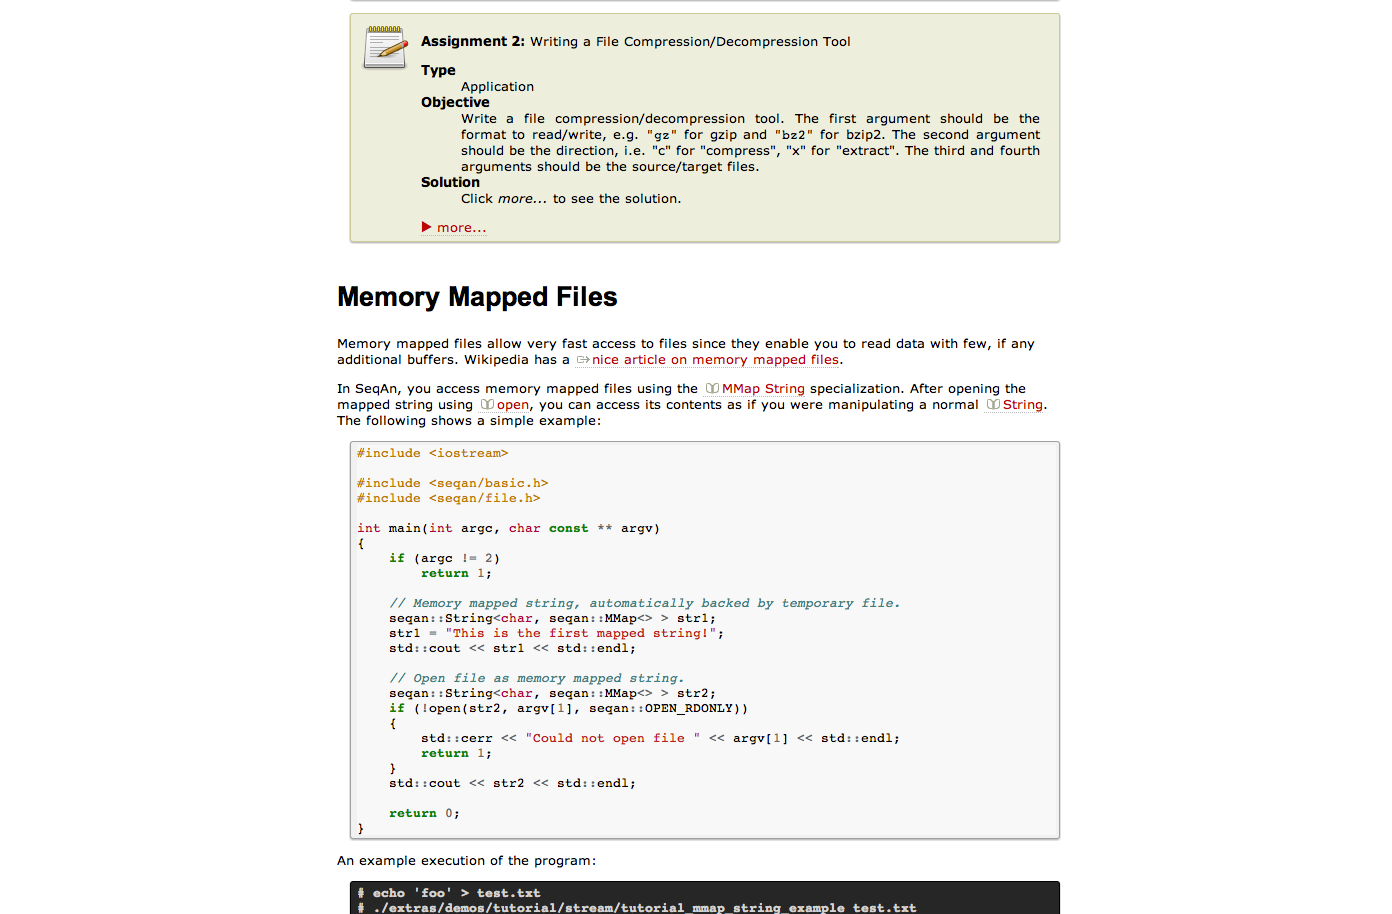 Assignment 2: Writing a File Compression/Decompression Tool
Type
Application
Objective
Write a file compression/decompression tool. The first argument should be the
format to read/write, e.g. "gz" for gzip and "bz2" for bzip2. The second argument
should be the direction, i.e. "c" for "compress", "x" for "extract". The third and fourth
arguments should be the source/target files.
Solution
Click more... to see the solution.
more...
Memory Mapped Files
Memory mapped files allow very fast access to files since they enable you to read data with few, if any
additional buffers. Wikipedia has a nice article on memory mapped files.
In SeqAn, you access memory mapped files using the MMap String specialization. After opening the
mapped string using open, you can access its contents as if you were manipulating a normal String.
The following shows a simple example:
#include <iostream>
#include <seqan/basic.h>
#include <seqan/file.h>
int main(int argc, char const ** argv)
{
    if (argc != 2)
        return 1;
    // Memory mapped string, automatically backed by temporary file.
    seqan::String<char, seqan::MMap<> > str1;
    str1 = "This is the first mapped string!";
    std::cout << str1 << std::endl;
    // Open file as memory mapped string.
    seqan::String<char, seqan::MMap<> > str2;
    if (!open(str2, argv[1], seqan::OPEN_RDONLY))
    {
        std::cerr << "Could not open file " << argv[1] << std::endl;
        return 1;
    }
    std::cout << str2 << std::endl;
    return 0;
}
An example execution of the program:
# echo 'foo' > test.txt
# ./extras/demos/tutorial/stream/tutorial_mmap_string_example test.txt